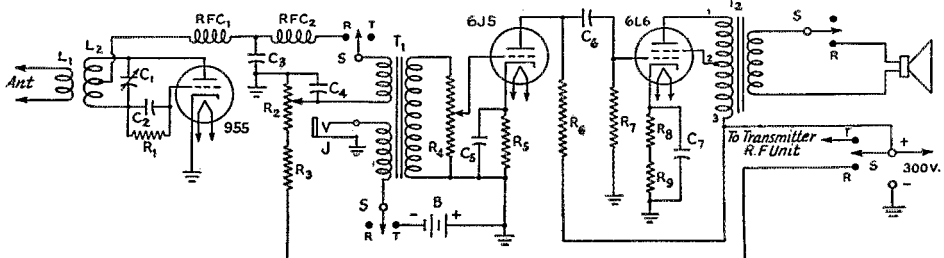 RFC1 RFC2 R T
L1 L2 C3 S T1
Ant C1 C2 R1 955
R2 C4 R3
J R4 C5 R5
S R T - B +
6J5 C6 6L6 1 T2
2 3 S R
R6 R7 R8 R9 C7
To Transmitter
R.F Unit
T S R
+ 300V.
-